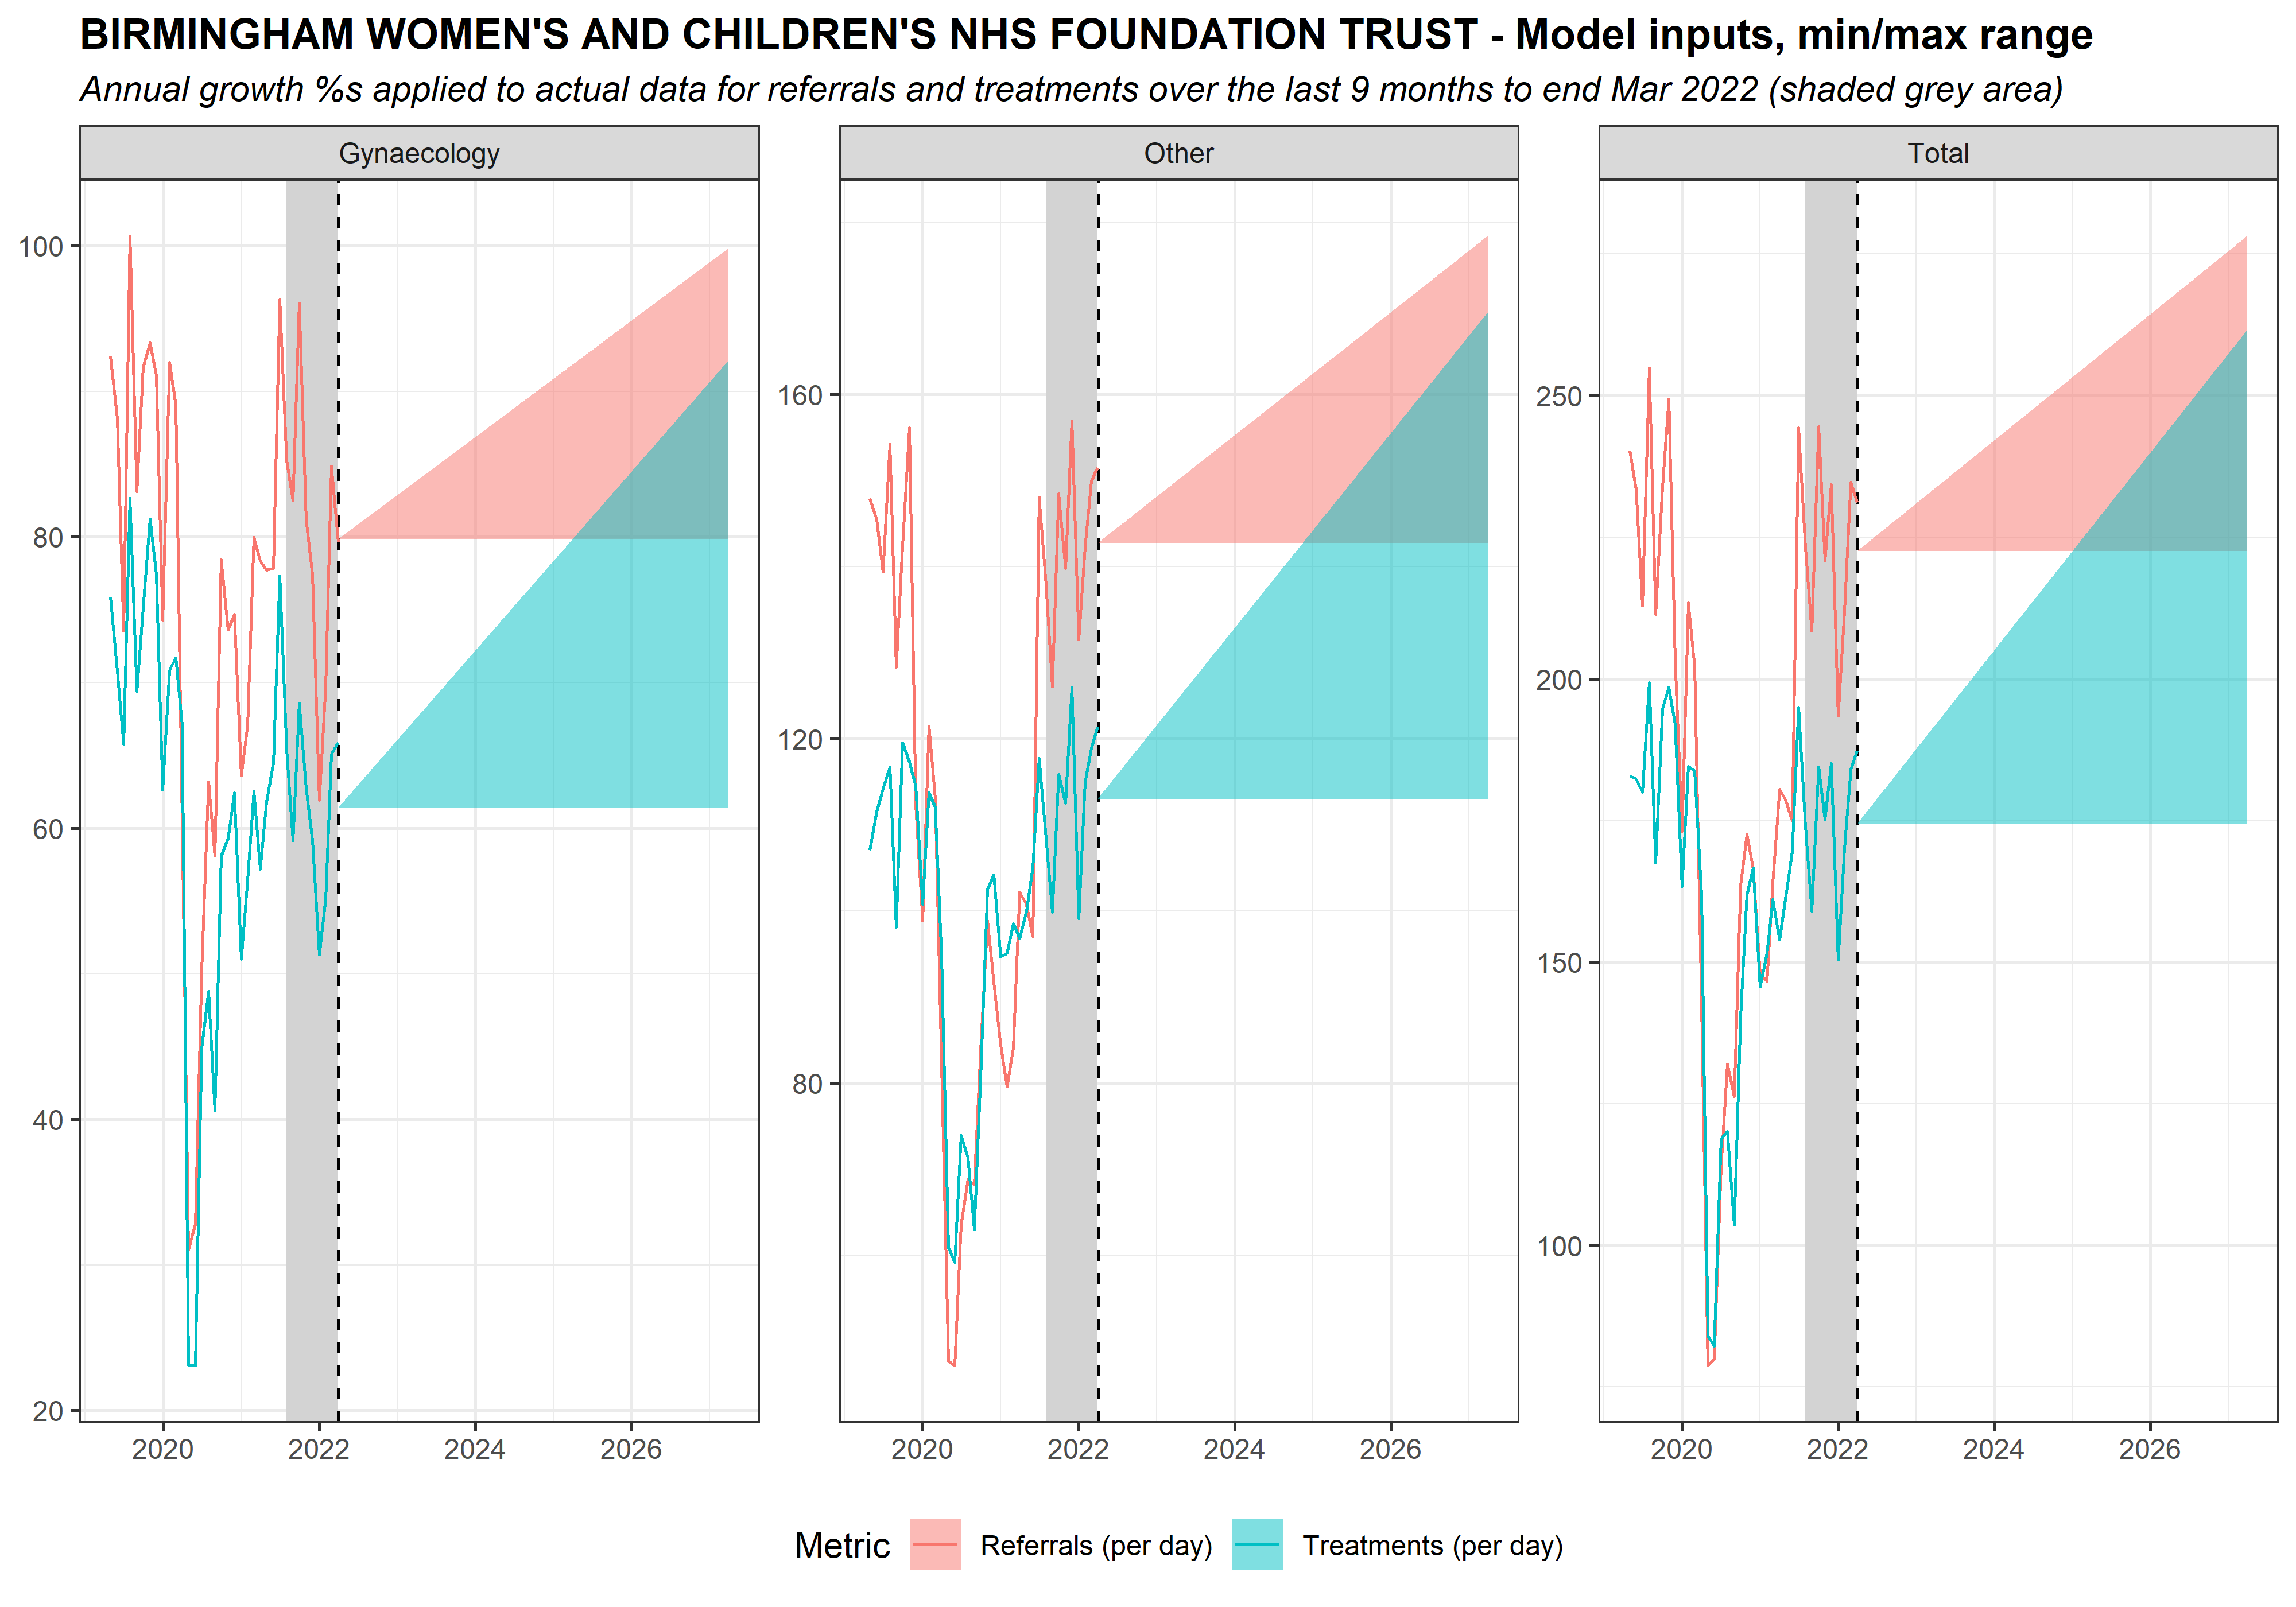 BIRMINGHAM WOMEN'S AND CHILDREN'S NHS FOUNDATION TRUST - Model inputs, min/max range
Annual growth %s applied to actual data for referrals and treatments over the last 9 months to end Mar 2022 (shaded grey area)
Gynaecology
Other
Total
100
80
60
40
20
160
120
80
250
200
150
100
2020 2022 2024 2026
2020 2022 2024 2026
2020 2022 2024 2026
Metric Referrals (per day) Treatments (per day)